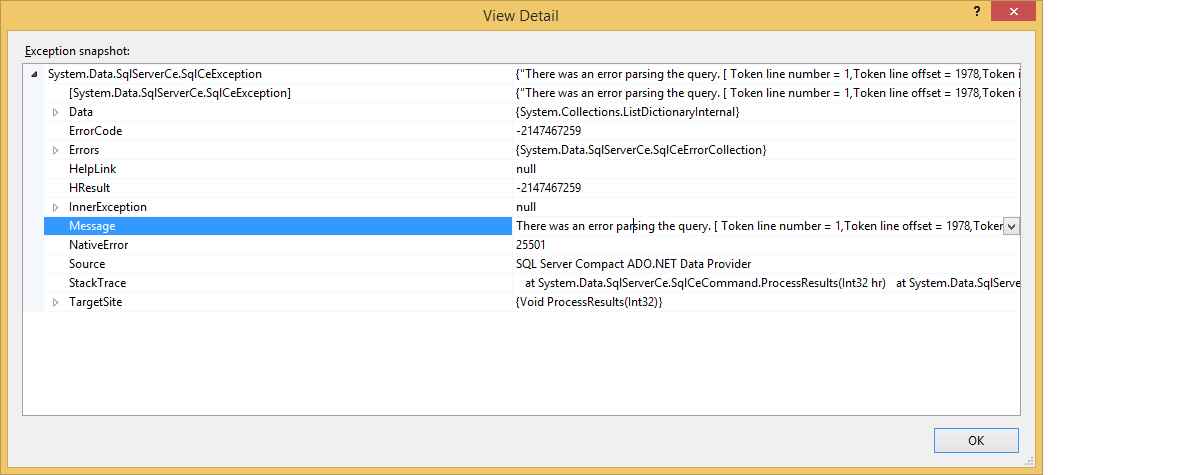 View Detail
?
Exception snapshot:
System.Data.SqlServerCe.SqlCeException {"There was an error parsing the query. [ Token line number = 1,Token line offset = 1978,Token i
[System.Data.SqlServerCe.SqlCeException] {"There was an error parsing the query. [ Token line number = 1,Token line offset = 1978,Token i
Data {System.Collections.ListDictionaryInternal}
ErrorCode -2147467259
Errors {System.Data.SqlServerCe.SqlCeErrorCollection}
HelpLink null
HResult -2147467259
InnerException null
Message There was an error parsing the query. [ Token line number = 1,Token line offset = 1978,Token
NativeError 25501
Source SQL Server Compact ADO.NET Data Provider
StackTrace at System.Data.SqlServerCe.SqlCeCommand.ProcessResults(Int32 hr) at System.Data.SqlServe
TargetSite {Void ProcessResults(Int32)}
OK